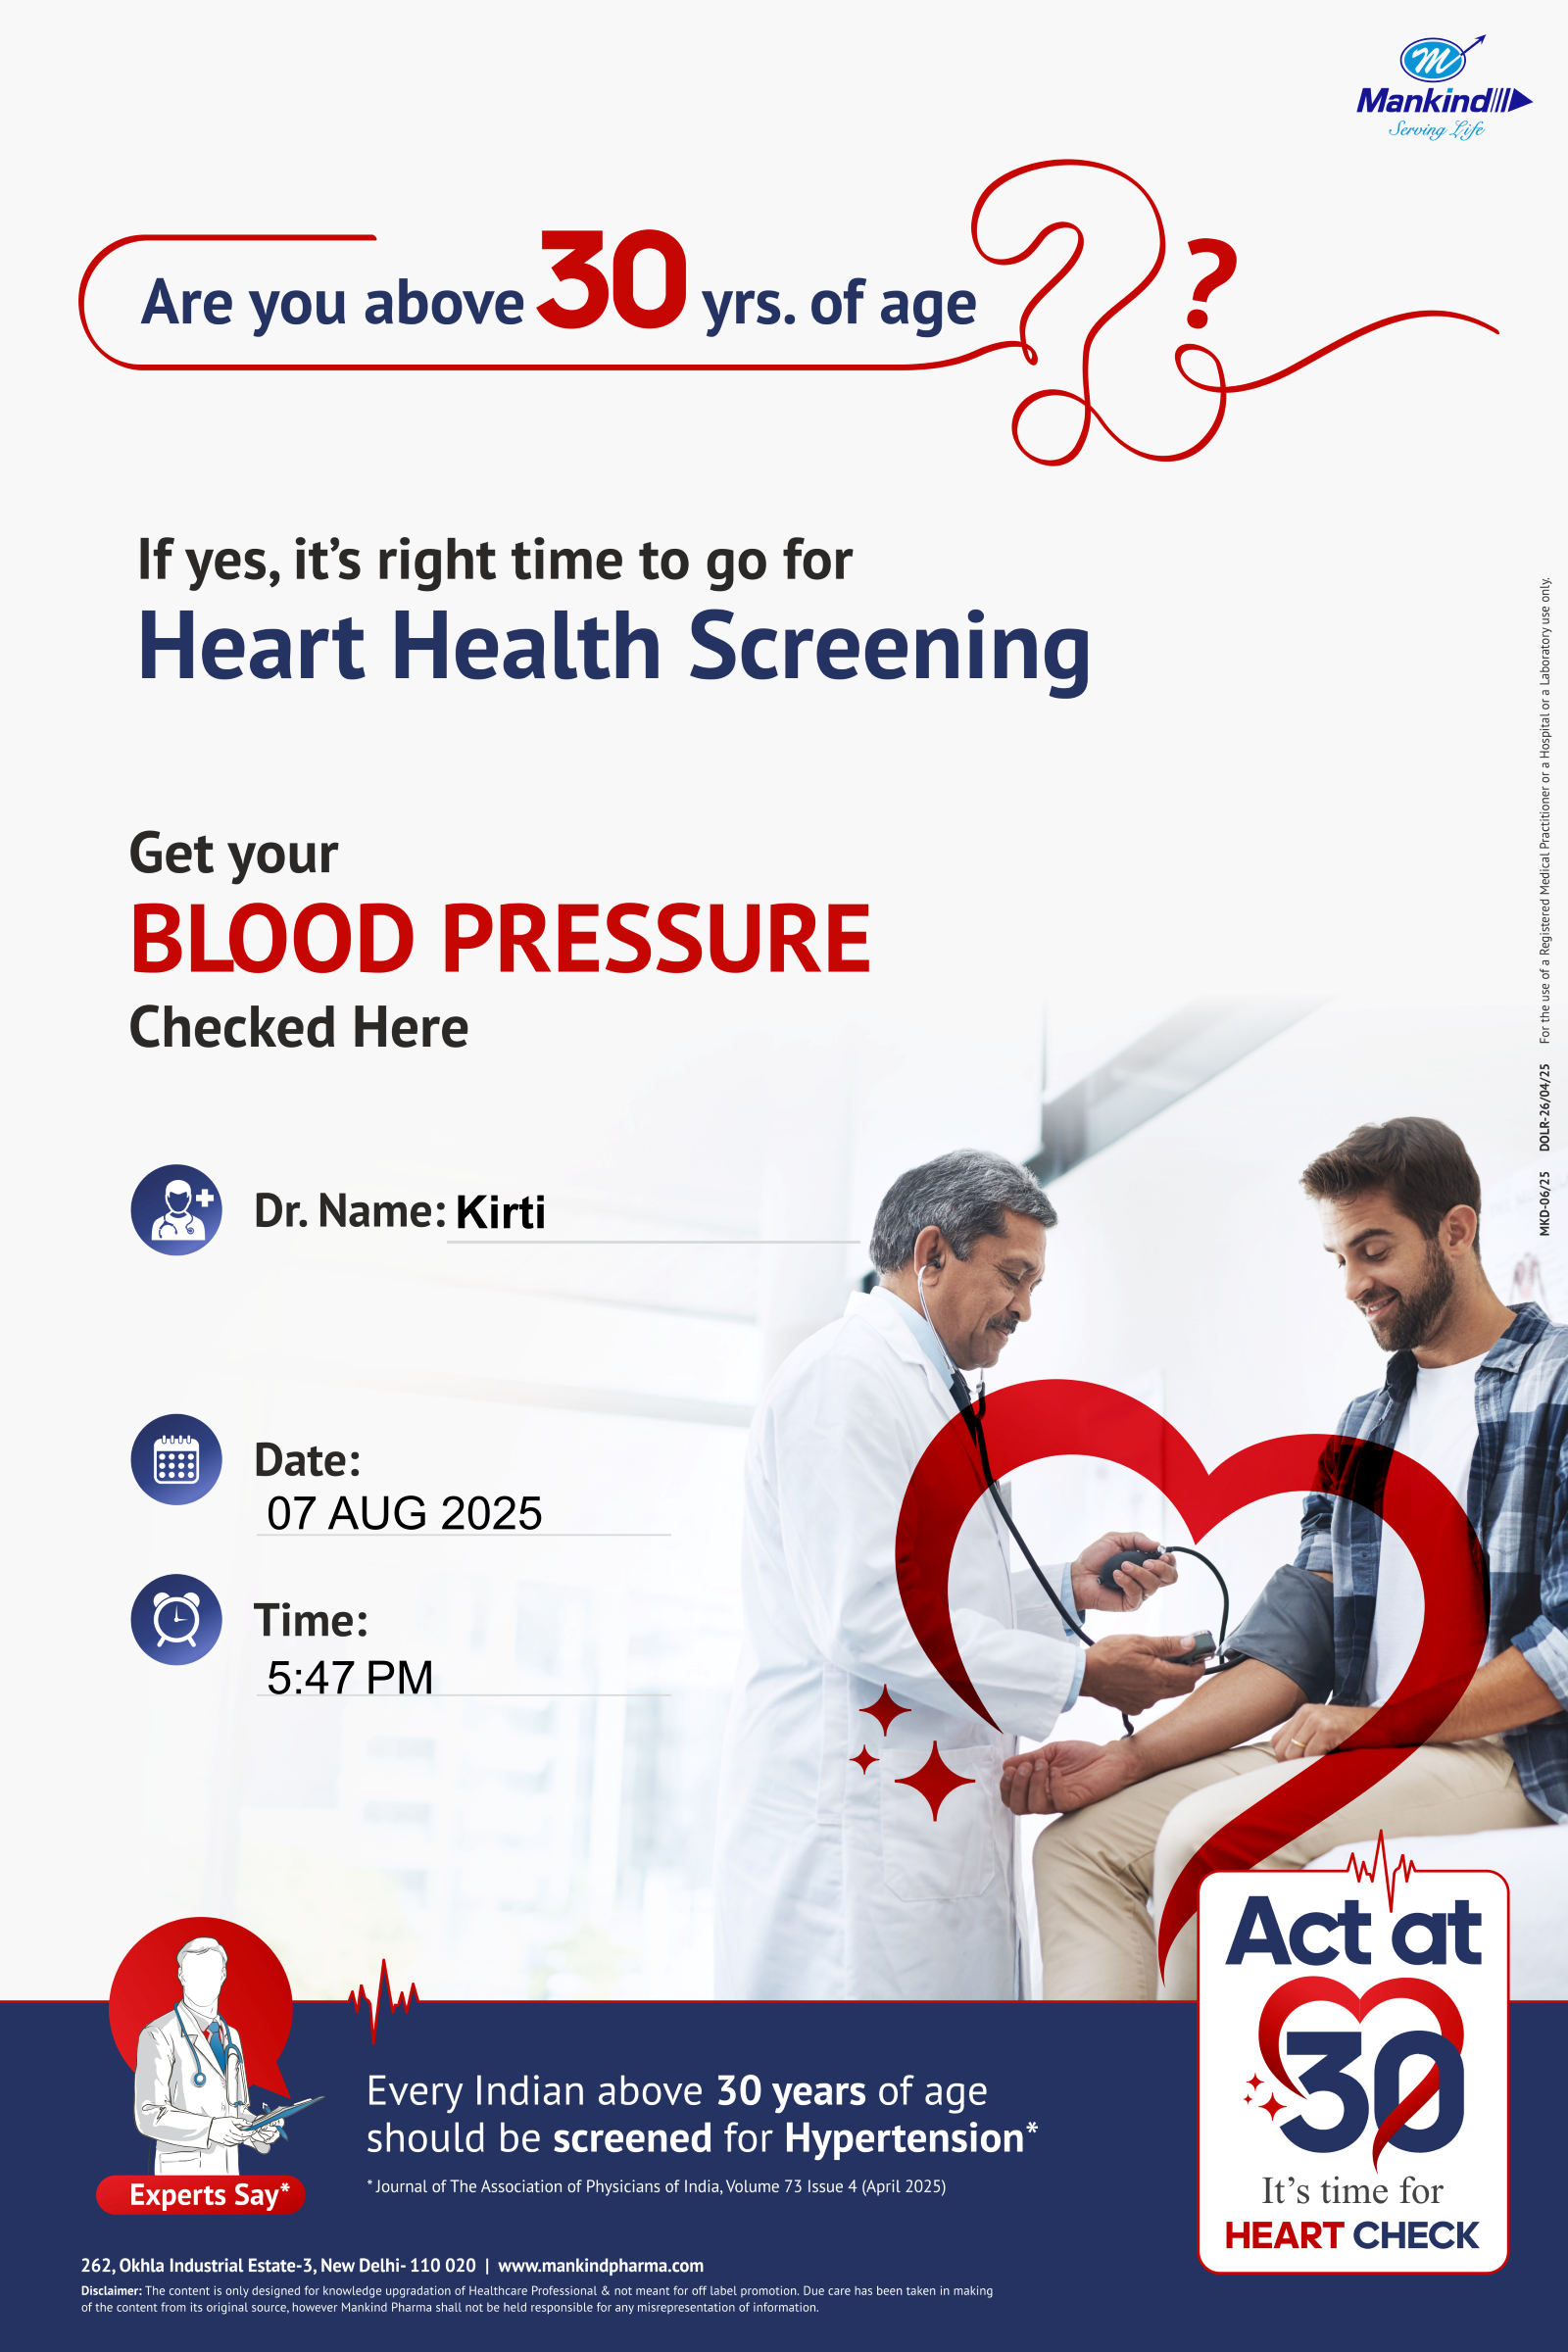 Mankind
Serving Life
Are you above 30 yrs. of age ?
If yes, it’s right time to go for
Heart Health Screening
Get your
BLOOD PRESSURE
Checked Here
Dr. Name: Kirti
Date:
07 AUG 2025
Time:
5:47 PM
MKD-06/25 DOLR-26/04/25 For the use of a Registered Medical Practitioner or a Hospital or a Laboratory use only.
Act at
30
It’s time for
HEART CHECK
Experts Say*
Every Indian above 30 years of age
should be screened for Hypertension*
* Journal of The Association of Physicians of India, Volume 73 Issue 4 (April 2025)
262, Okhla Industrial Estate-3, New Delhi- 110 020 | www.mankindpharma.com
Disclaimer: The content is only designed for knowledge upgradation of Healthcare Professional & not meant for off label promotion. Due care has been taken in making
of the content from its original source, however Mankind Pharma shall not be held responsible for any misrepresentation of information.